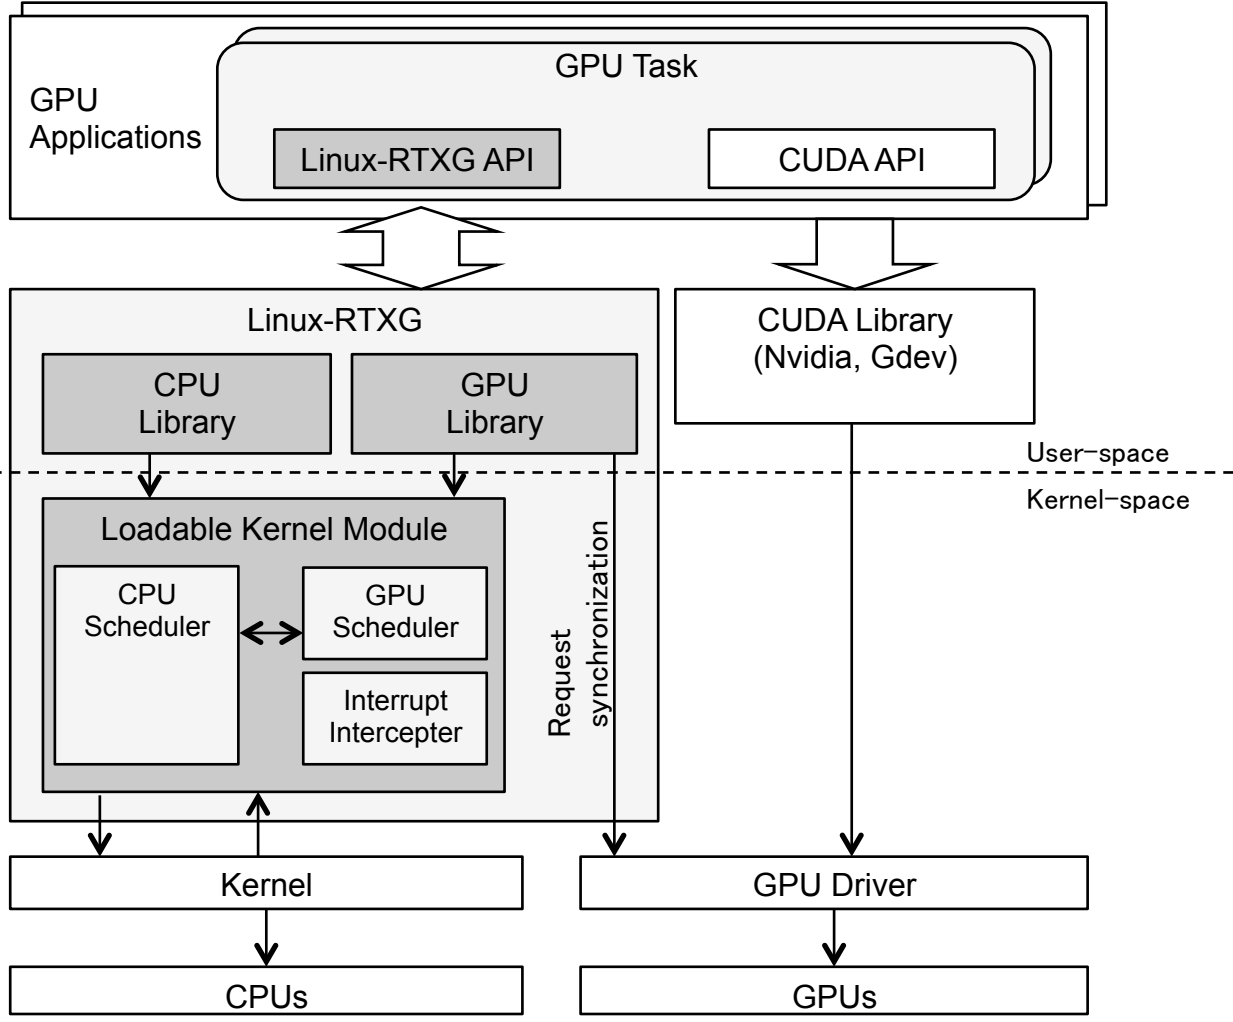 GPU Task
GPU
Applications
Linux-RTXG API
CUDA API
Linux-RTXG
CPU
Library
GPU
Library
CUDA Library
(Nvidia, Gdev)
User-space
Kernel-space
Loadable Kernel Module
CPU
Scheduler
GPU
Scheduler
Interrupt
Intercepter
Request
synchronization
Kernel
GPU Driver
CPUs
GPUs